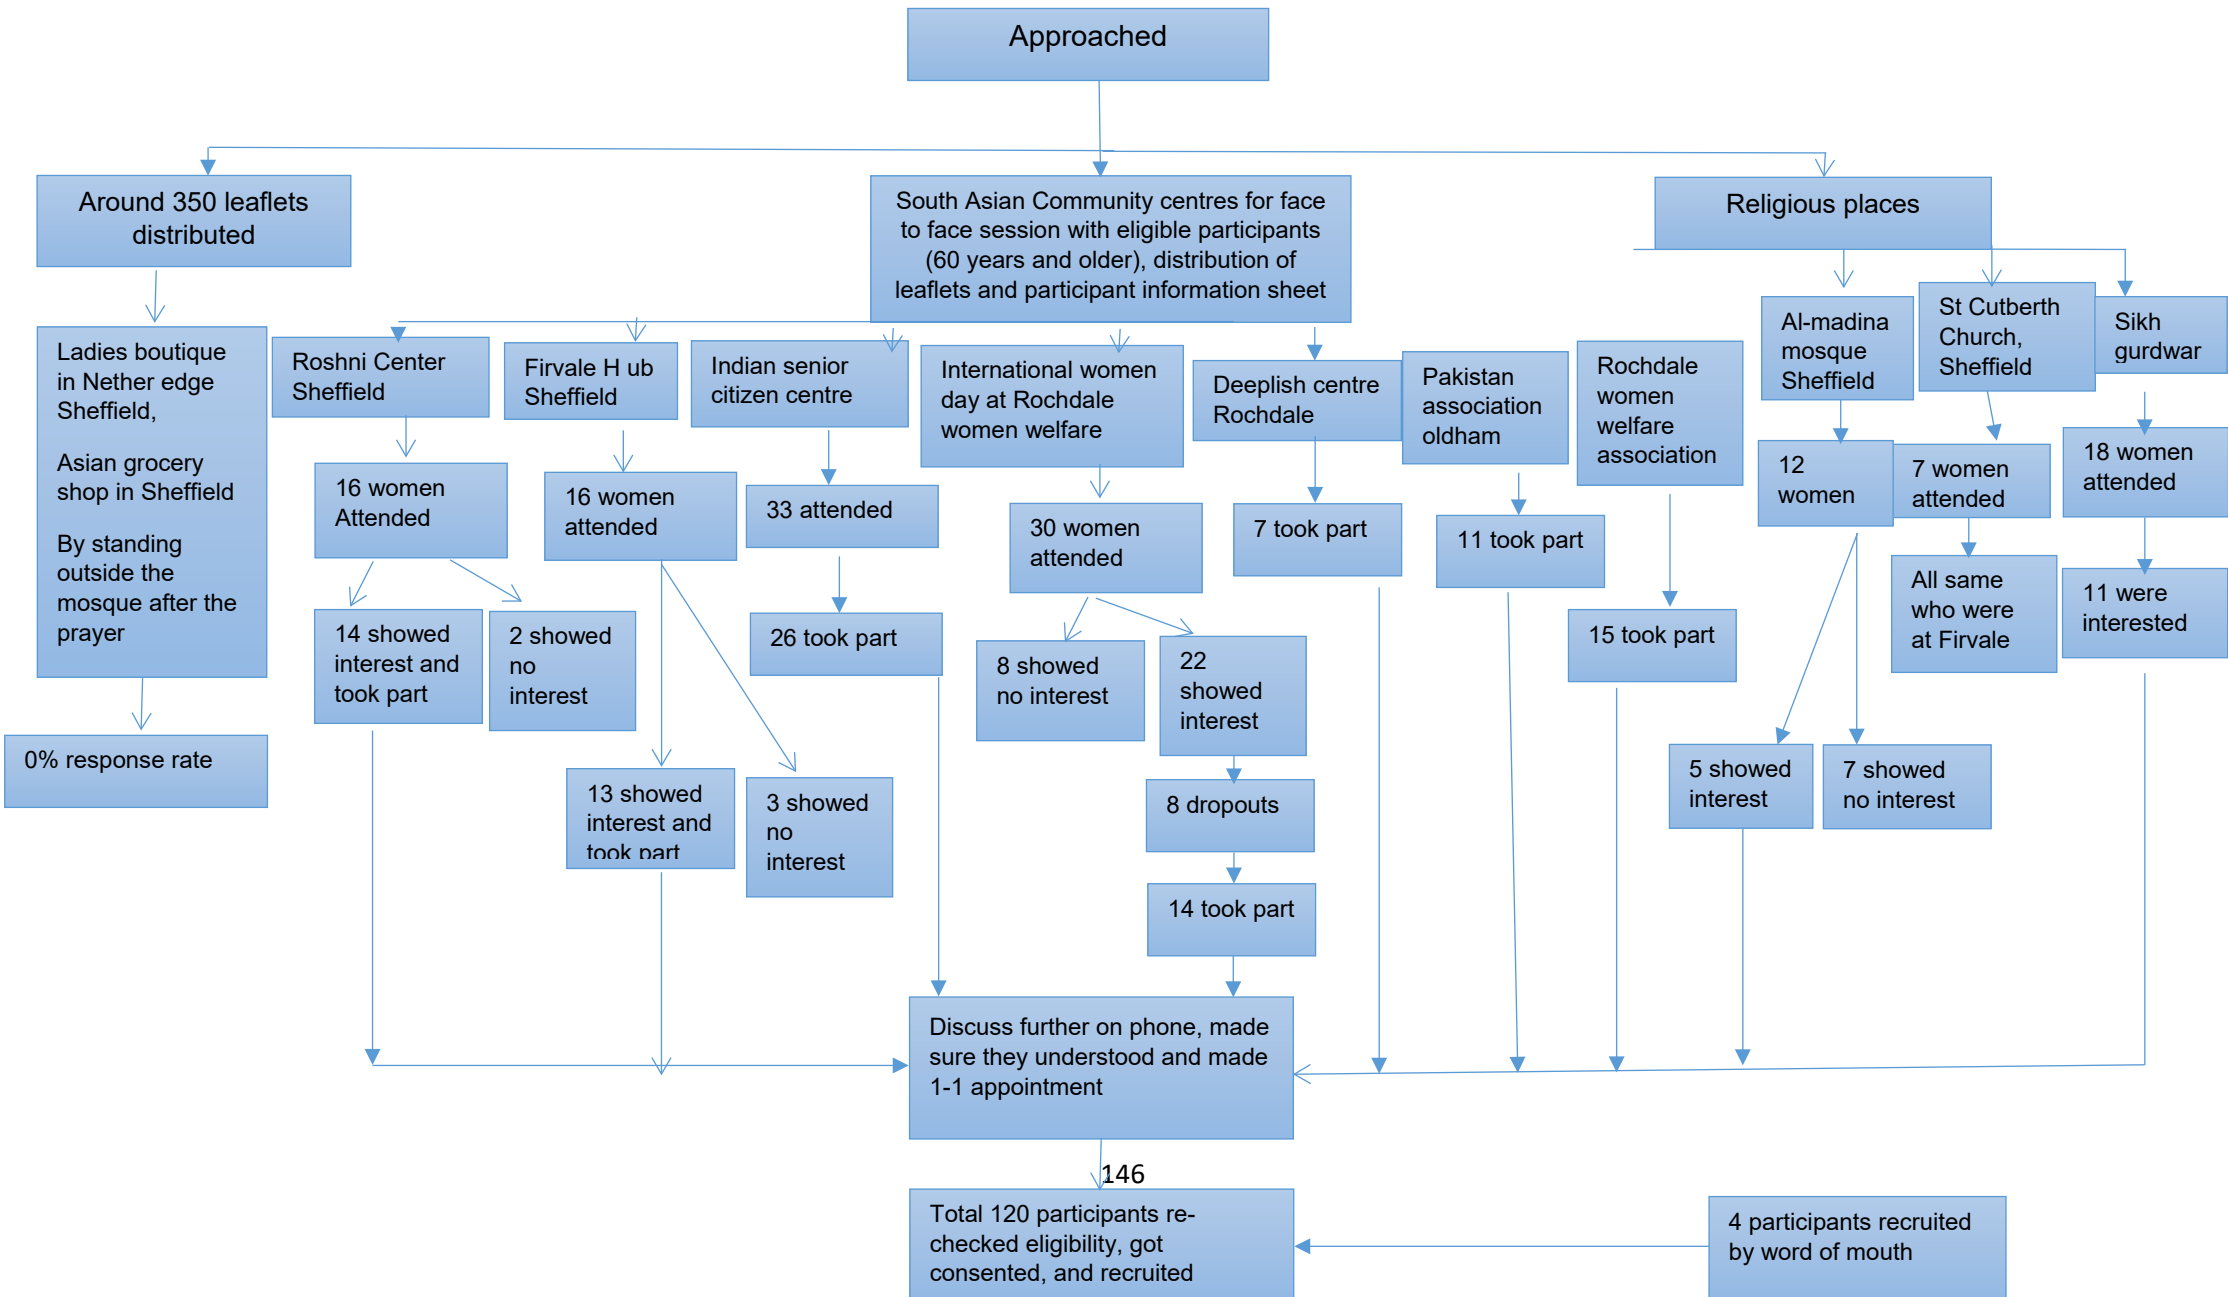 Approached
Around 350 leaflets
distributed
South Asian Community centres for face
to face session with eligible participants
(60 years and older), distribution of
leaflets and participant information sheet
Religious places
Ladies boutique
in Nether edge
Sheffield,
Asian grocery
shop in Sheffield
By standing
outside the
mosque after the
prayer
Roshni Center
Sheffield
Firvale H ub
Sheffield
Indian senior
citizen centre
International women
day at Rochdale
women welfare
Deeplish centre
Rochdale
Pakistan
association
oldham
Rochdale
women
welfare
association
Al-madina
mosque
Sheffield
St Cutberth
Church,
Sheffield
Sikh
gurdwar
16 women
Attended
16 women
attended
33 attended
30 women
attended
7 took part
11 took part
15 took part
12
women
7 women
attended
18 women
attended
14 showed
interest and
took part
2 showed
no
interest
26 took part
8 showed
no interest
22
showed
interest
All same
who were
at Firvale
11 were
interested
0% response rate
13 showed
interest and
took part
3 showed
no
interest
8 dropouts
14 took part
5 showed
interest
7 showed
no interest
Discuss further on phone, made
sure they understood and made
1-1 appointment
146
Total 120 participants re-
checked eligibility, got
consented, and recruited
4 participants recruited
by word of mouth